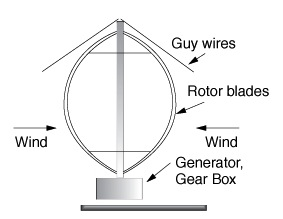 Guy wires
Rotor blades
Wind
Wind
Generator,
Gear Box